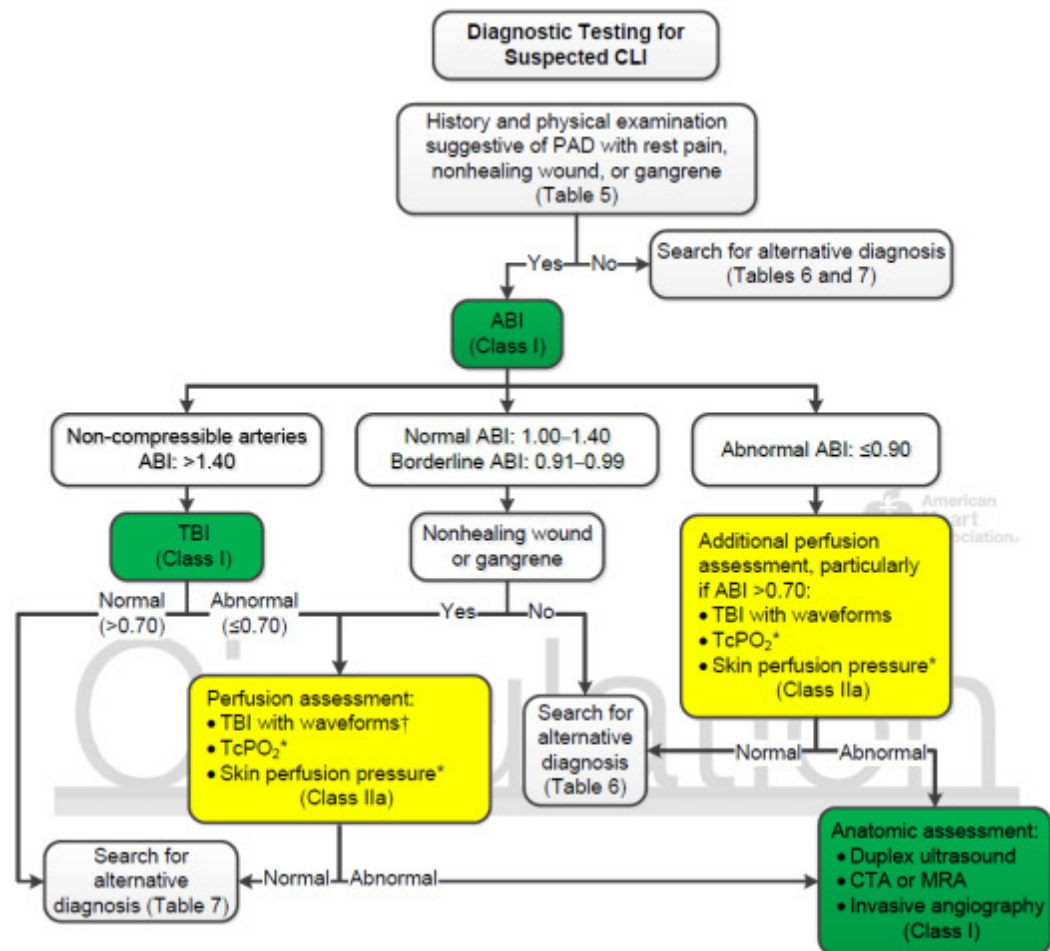 Diagnostic Testing for
Suspected CLI
History and physical examination
suggestive of PAD with rest pain,
nonhealing wound, or gangrene
(Table 5)
Yes
No
Search for alternative diagnosis
(Tables 6 and 7)
ABI
(Class I)
Non-compressible arteries
ABI: >1.40
Normal ABI: 1.00–1.40
Borderline ABI: 0.91–0.99
Abnormal ABI: ≤0.90
American
TBI
(Class I)
Nonhealing wound
or gangrene
Additional perfusion
assessment, particularly
if ABI >0.70:
• TBI with waveforms
• TcPO₂*
• Skin perfusion pressure*
(Class IIa)
Normal
(>0.70)
Abnormal
(≤0.70)
Yes
No
Perfusion assessment:
• TBI with waveforms†
• TcPO₂*
• Skin perfusion pressure*
(Class IIa)
Search for
alternative
diagnosis
(Table 6)
Normal
Abnormal
Search for
alternative
diagnosis (Table 7)
Normal
Abnormal
Anatomic assessment:
• Duplex ultrasound
• CTA or MRA
• Invasive angiography
(Class I)